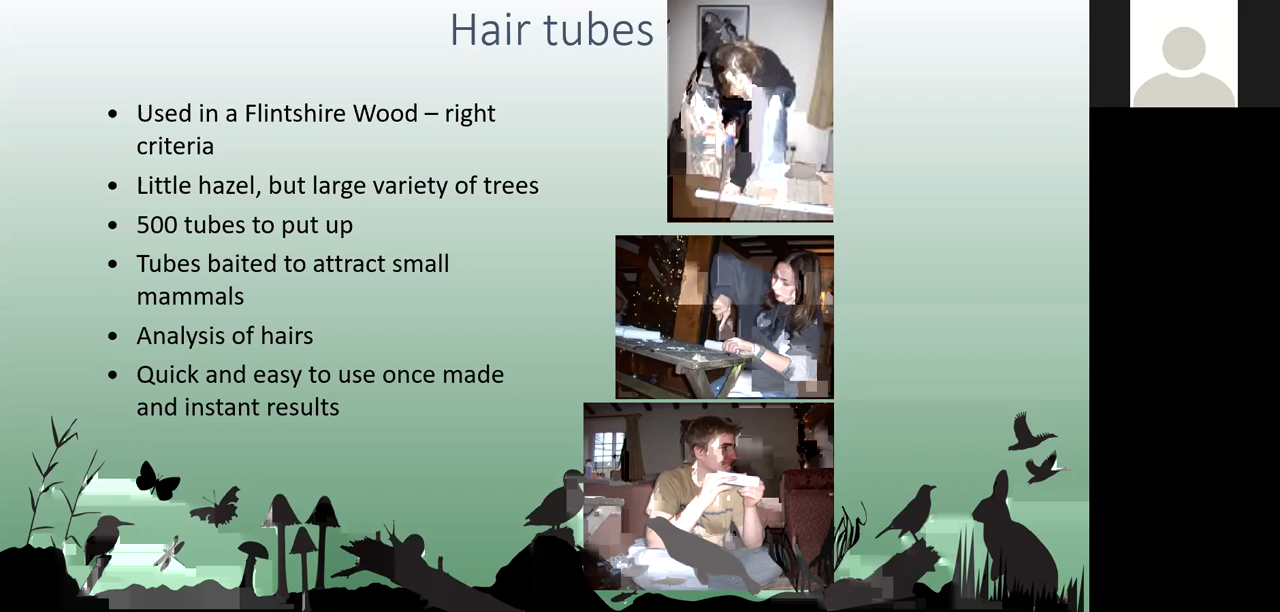 Hair tubes
• Used in a Flintshire Wood – right
criteria
• Little hazel, but large variety of trees
• 500 tubes to put up
• Tubes baited to attract small
mammals
• Analysis of hairs
• Quick and easy to use once made
and instant results